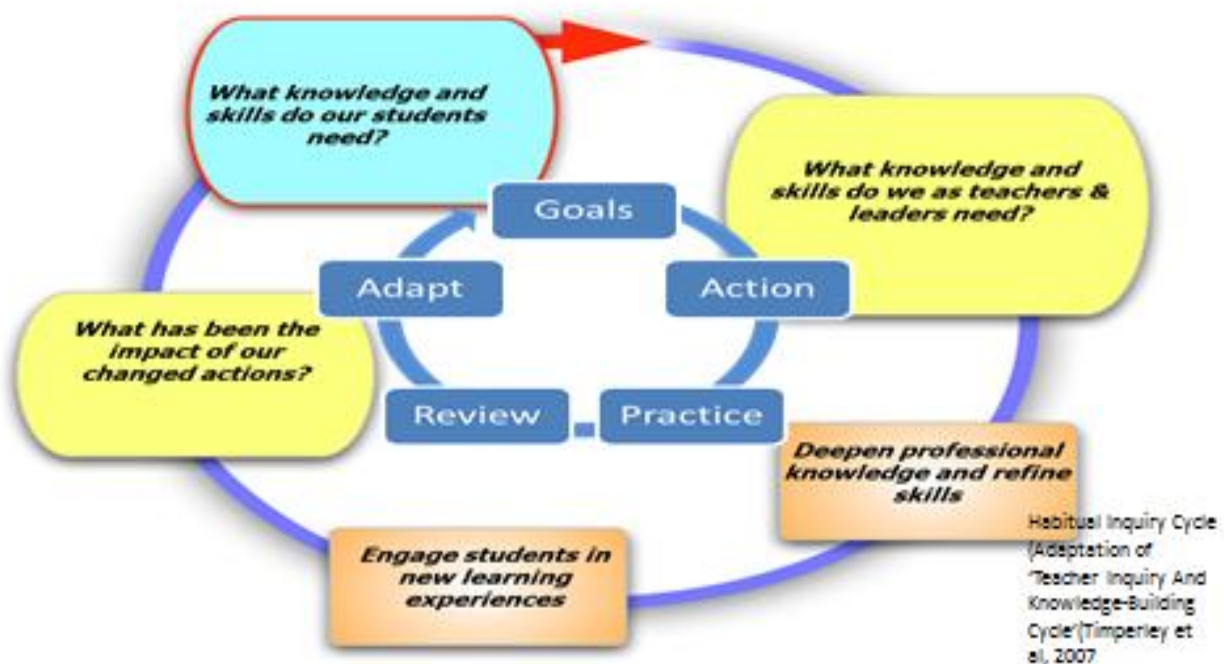 What knowledge and
skills do our students
need?
What knowledge and
skills do we as teachers &
leaders need?
Goals
Adapt
Action
What has been the
impact of our
changed actions?
Review
Practice
Deepen professional
knowledge and refine
skills
Engage students in
new learning
experiences
Habitual Inquiry Cycle
(Adaptation of
"Teacher Inquiry And
Knowledge-Building
Cycle"(Timperley et
al, 2007